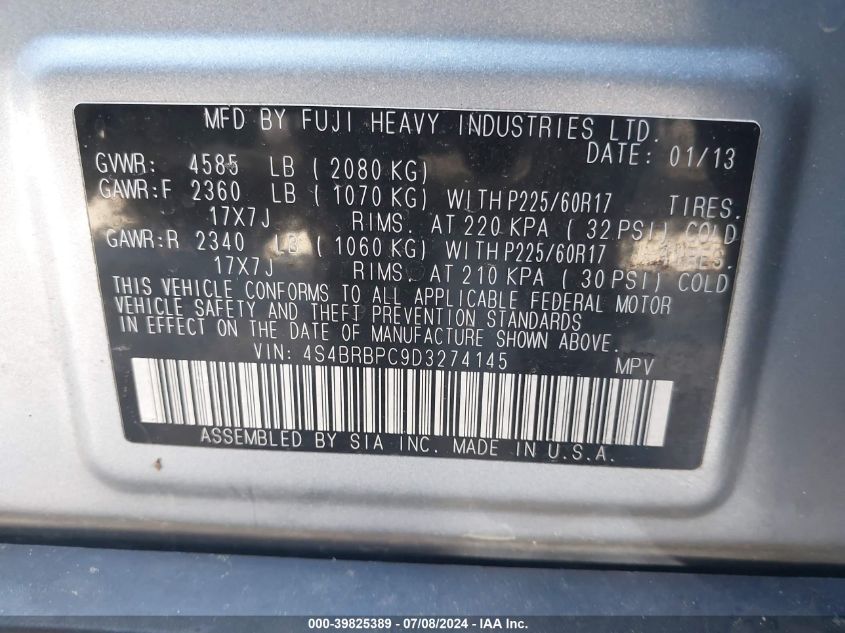 MFD BY FUJI HEAVY INDUSTRIES LTD.
DATE: 01/13
GVWR: 4585 LB ( 2080 KG)
GAWR:F 2360 LB ( 1070 KG) WITH P225/60R17 TIRES.
17X7J RIMS. AT 220 KPA ( 32 PSI) COLD
GAWR:R 2340 LB ( 1060 KG) WITH P225/60R17 TIRES.
17X7J RIMS. AT 210 KPA ( 30 PSI) COLD
THIS VEHICLE CONFORMS TO ALL APPLICABLE FEDERAL MOTOR
VEHICLE SAFETY AND THEFT PREVENTION STANDARDS
IN EFFECT ON THE DATE OF MANUFACTURE SHOWN ABOVE.
VIN: 4S4BRBPC9D3274145 MPV
ASSEMBLED BY SIA INC. MADE IN U.S.A.
000-39825389 - 07/08/2024 - IAA Inc.